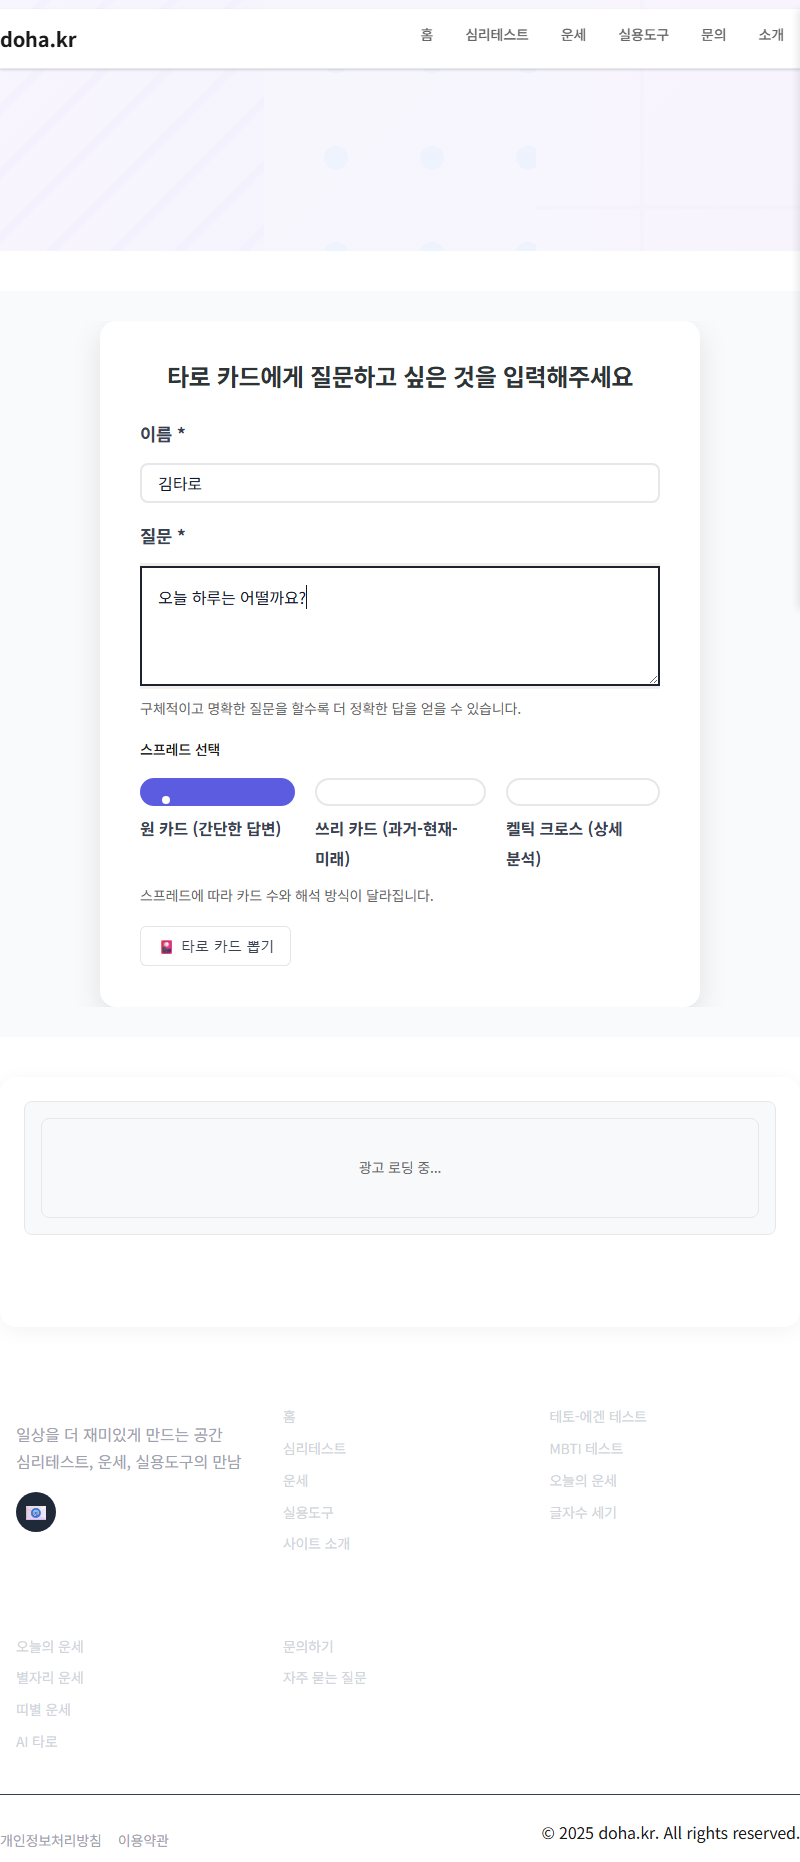 doha.kr
홈 심리테스트 운세 실용도구 문의 소개
타로 카드에게 질문하고 싶은 것을 입력해주세요
이름 *
김타로
질문 *
오늘 하루는 어떨까요?
구체적이고 명확한 질문을 할수록 더 정확한 답을 얻을 수 있습니다.
스프레드 선택
원 카드 (간단한 답변)
쓰리 카드 (과거-현재-
미래)
켈틱 크로스 (상세
분석)
스프레드에 따라 카드 수와 해석 방식이 달라집니다.
타로 카드 뽑기
광고 로딩 중...
일상을 더 재미있게 만드는 공간
심리테스트, 운세, 실용도구의 만남
홈
심리테스트
운세
실용도구
사이트 소개
테토-에겐 테스트
MBTI 테스트
오늘의 운세
글자수 세기
오늘의 운세
별자리 운세
띠별 운세
AI 타로
문의하기
자주 묻는 질문
개인정보처리방침 이용약관
© 2025 doha.kr. All rights reserved.